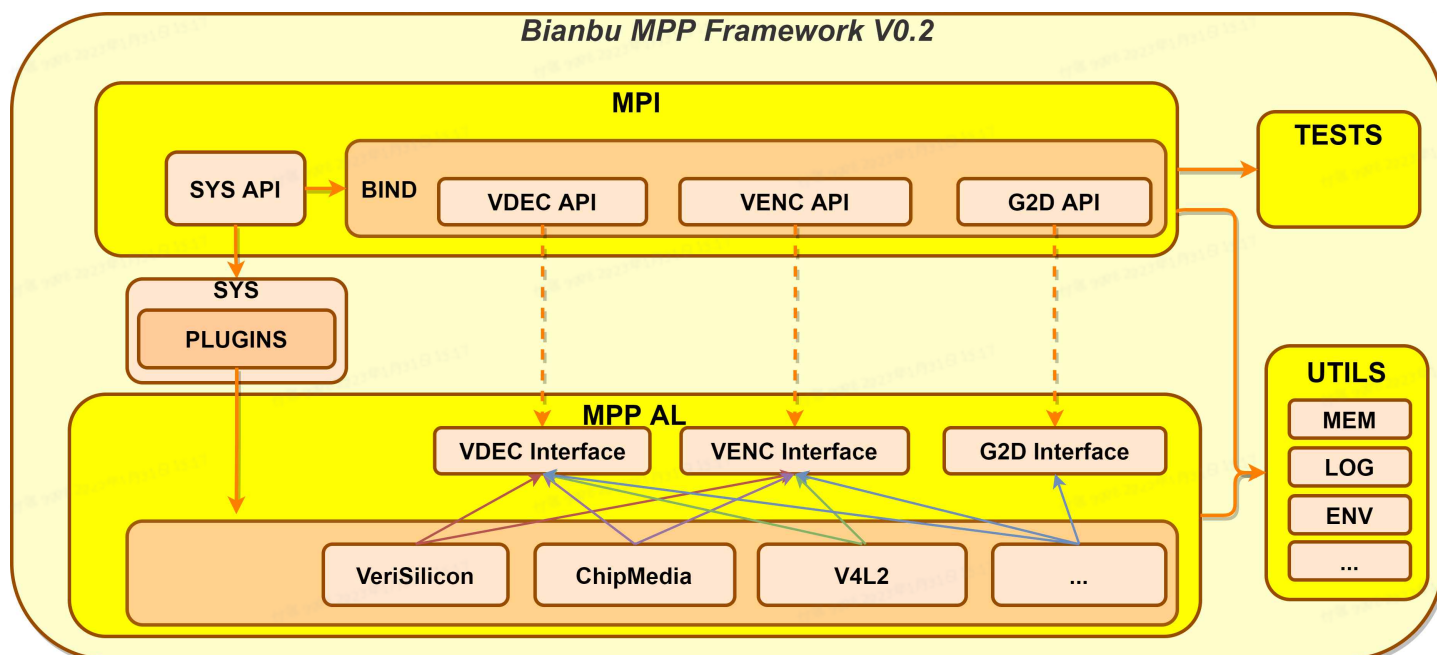 Bianbu MPP Framework V0.2
MPI
TESTS
SYS API
BIND
VDEC API
VENC API
G2D API
SYS
PLUGINS
UTILS
MEM
LOG
ENV
...
MPP AL
VDEC Interface
VENC Interface
G2D Interface
VeriSilicon
ChipMedia
V4L2
...